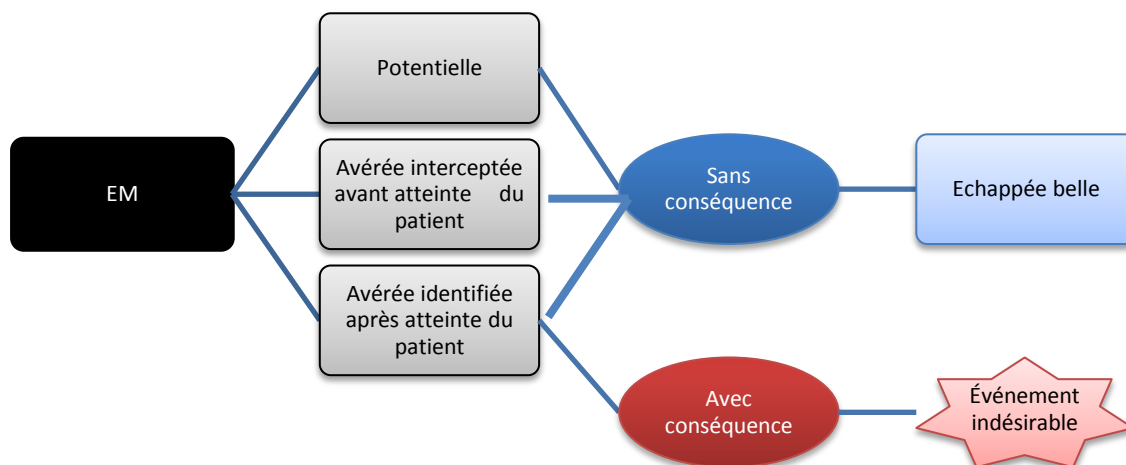 Potentielle
EM
Avérée interceptée
avant atteinte du
patient
Sans
conséquence
Echappée belle
Avérée identifiée
après atteinte du
patient
Avec
conséquence
Événement
indésirable